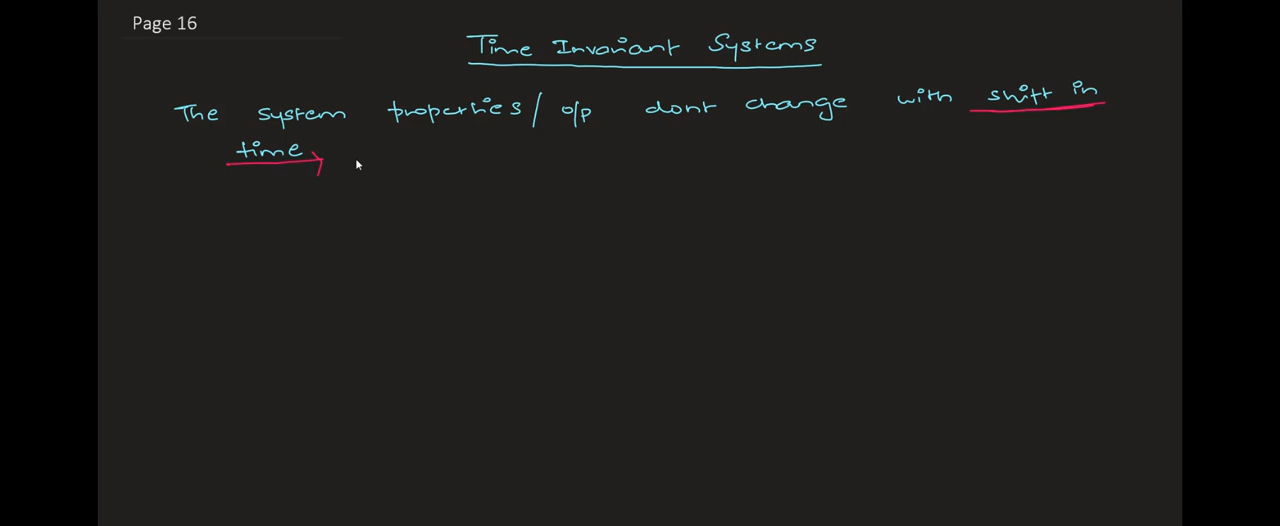 Page 16
Time Invariant Systems
The system properties/ o/p dont change with shift in
time